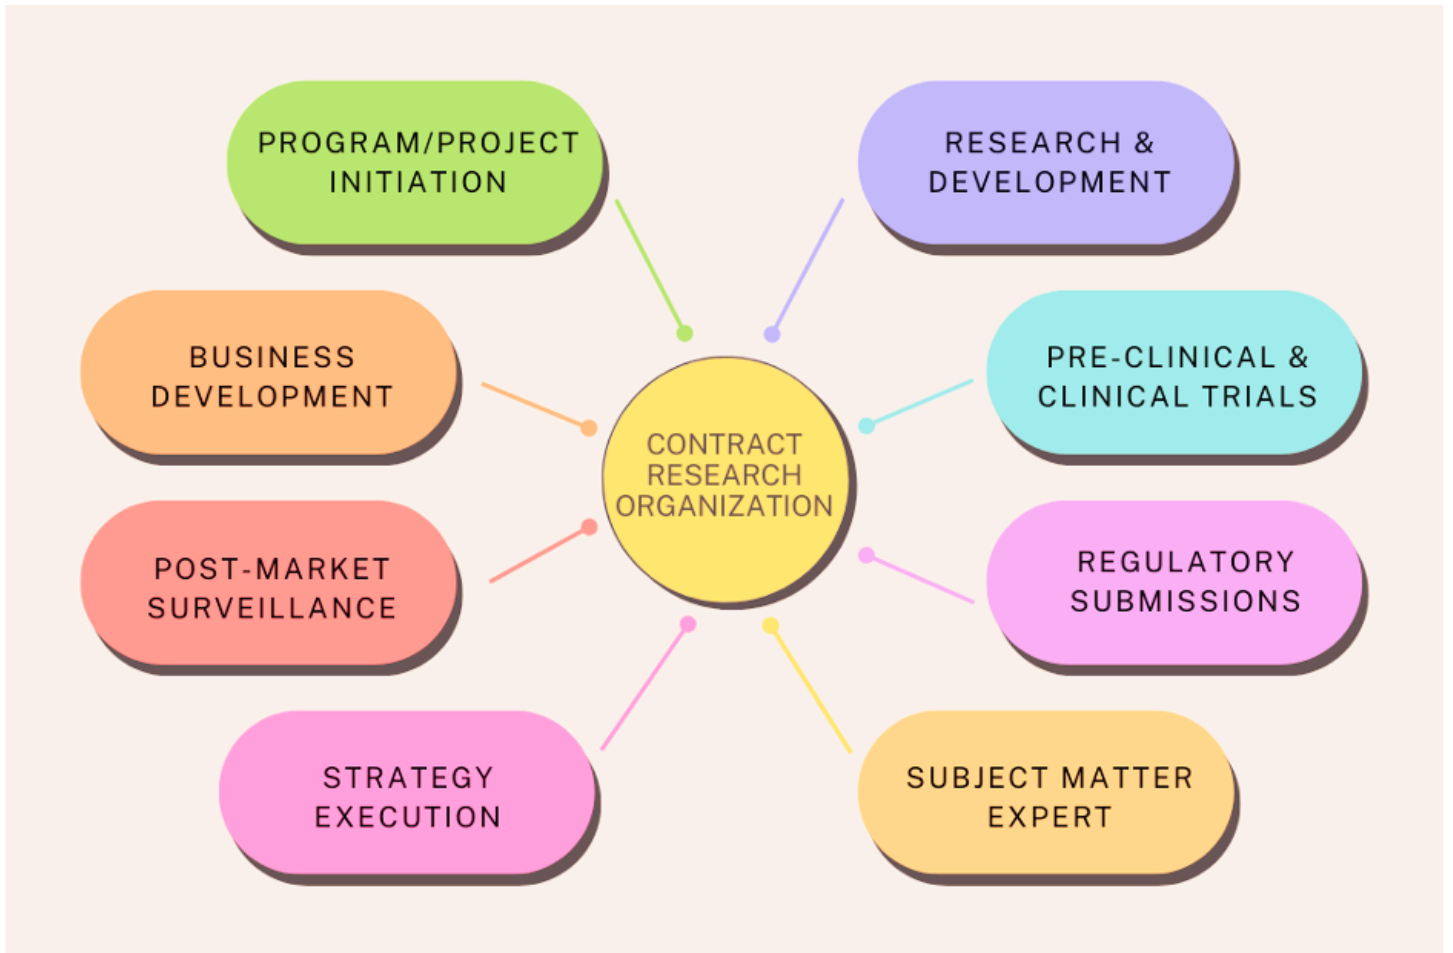 PROGRAM/PROJECT
INITIATION
RESEARCH &
DEVELOPMENT
BUSINESS
DEVELOPMENT
PRE-CLINICAL &
CLINICAL TRIALS
CONTRACT
RESEARCH
ORGANIZATION
POST-MARKET
SURVEILLANCE
REGULATORY
SUBMISSIONS
STRATEGY
EXECUTION
SUBJECT MATTER
EXPERT